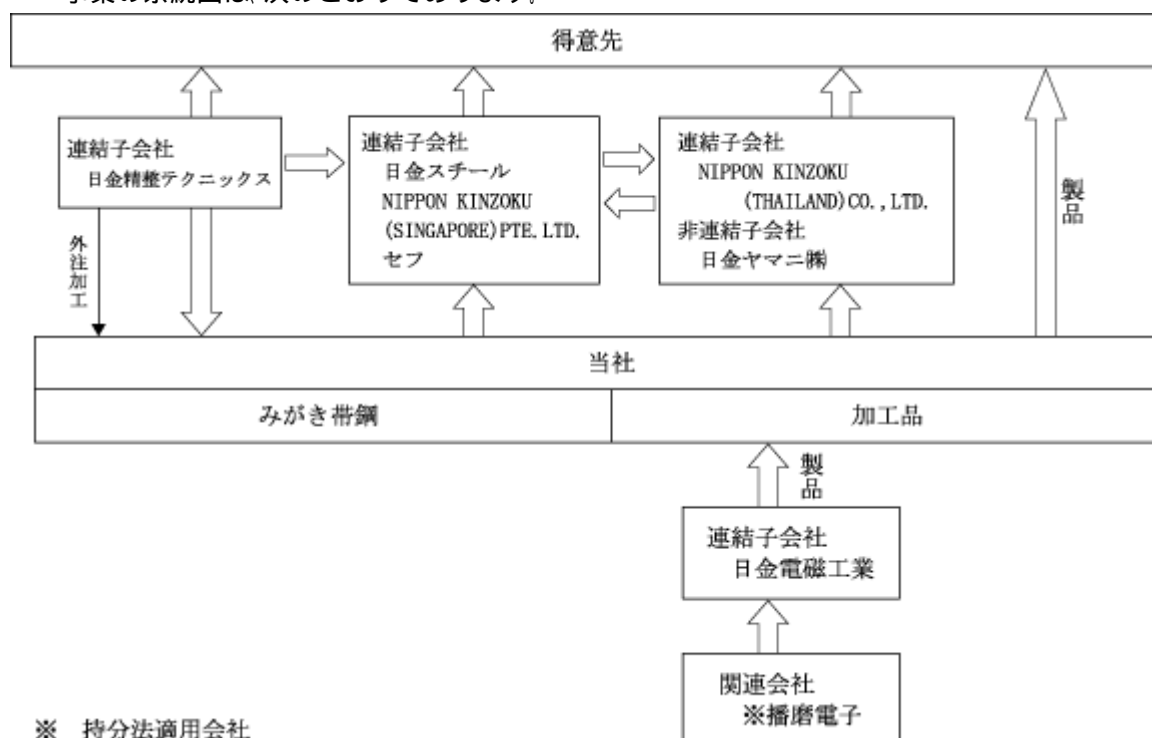 事業の系統図は、次のとおりであります。
得意先
連結子会社
日金精整テクニックス
連結子会社
日金スチール
NIPPON KINZOKU
(SINGAPORE)PTE.LTD.
セフ
連結子会社
NIPPON KINZOKU
(THAILAND)CO.,LTD.
非連結子会社
日金ヤマニ㈱
製品
外注加工
当社
みがき帯鋼
加工品
製品
連結子会社
日金電磁工業
関連会社
※播磨電子
※ 持分法適用会社